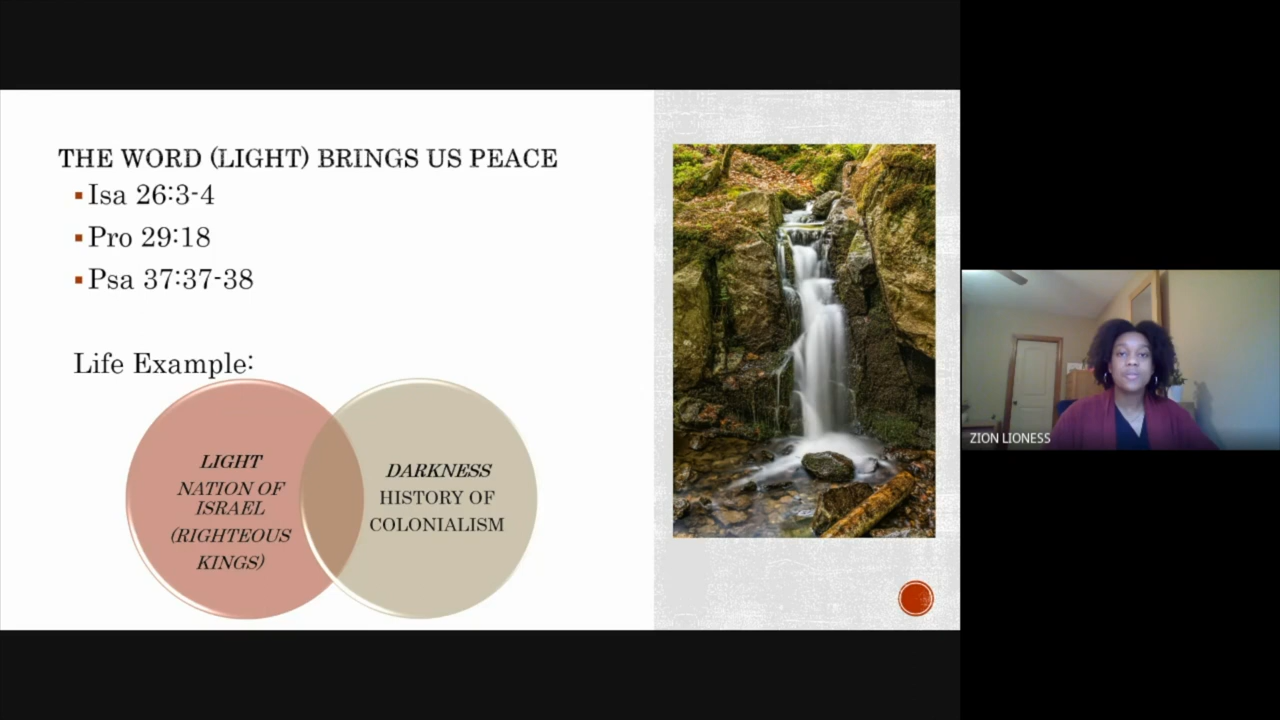 THE WORD (LIGHT) BRINGS US PEACE
Isa 26:3-4
Pro 29:18
Psa 37:37-38
Life Example:
LIGHT
NATION OF
ISRAEL
(RIGHTEOUS
KINGS)
DARKNESS
HISTORY OF
COLONIALISM
ZION LIONESS